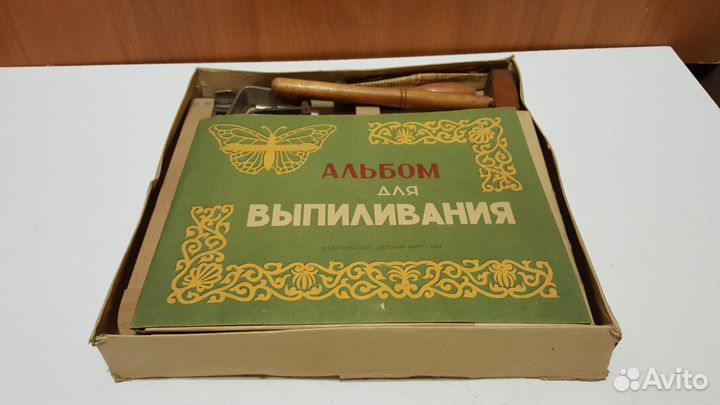 АЛЬБОМ
ДЛЯ
ВЫПИЛИВАНИЯ
ИЗДАТЕЛЬСТВО „ДЕТСКИЙ МИР“
Avito